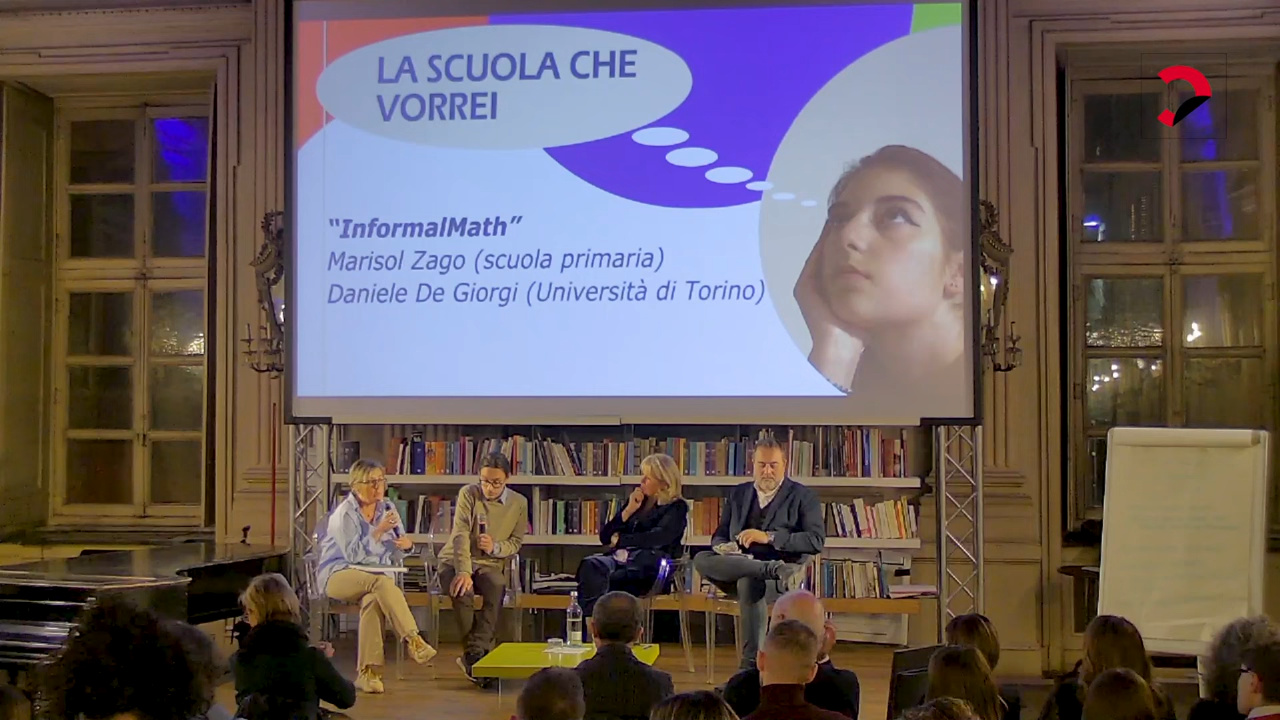 LA SCUOLA CHE
VORREI
“InformalMath”
Marisol Zago (scuola primaria)
Daniele De Giorgi (Università di Torino)